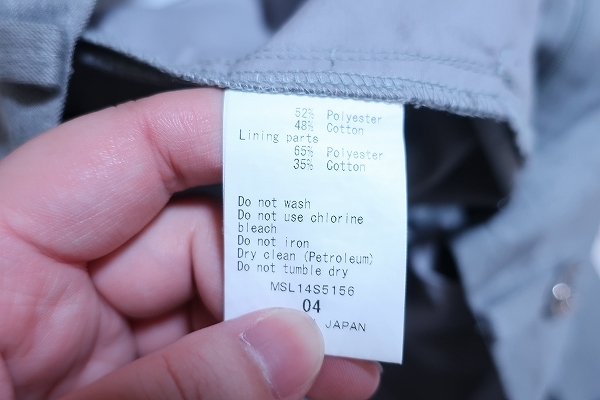 52% Polyester
48% Cotton
Lining parts
65% Polyester
35% Cotton
Do not wash
Do not use chlorine
bleach
Do not iron
Dry clean (Petroleum)
Do not tumble dry
MSL14S5156
04
JAPAN